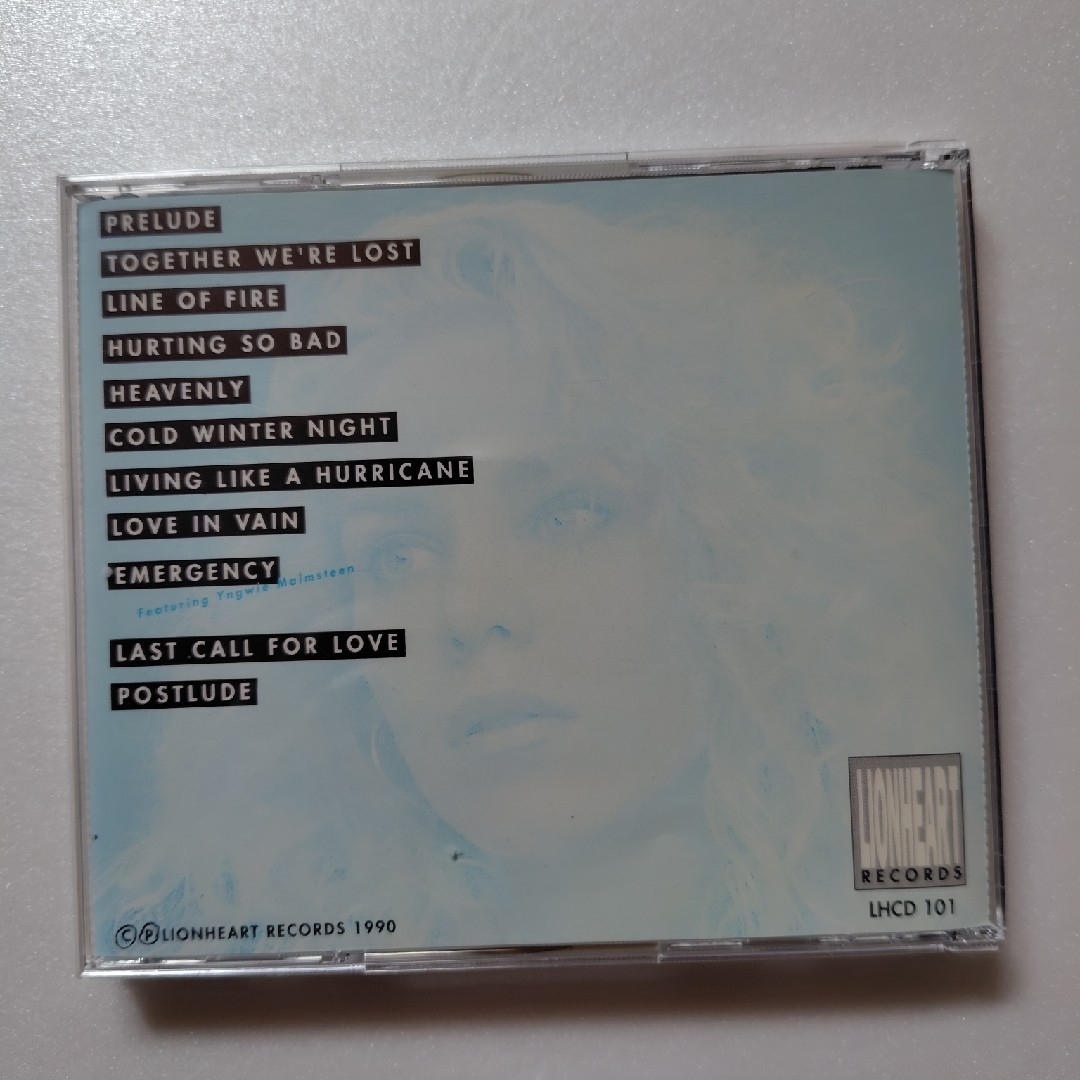 PRELUDE
TOGETHER WE'RE LOST
LINE OF FIRE
HURTING SO BAD
HEAVENLY
COLD WINTER NIGHT
LIVING LIKE A HURRICANE
LOVE IN VAIN
EMERGENCY
Featuring Yngwie Malmsteen
LAST CALL FOR LOVE
POSTLUDE
LIONHEART
RECORDS
LHCD 101
©℗LIONHEART RECORDS 1990